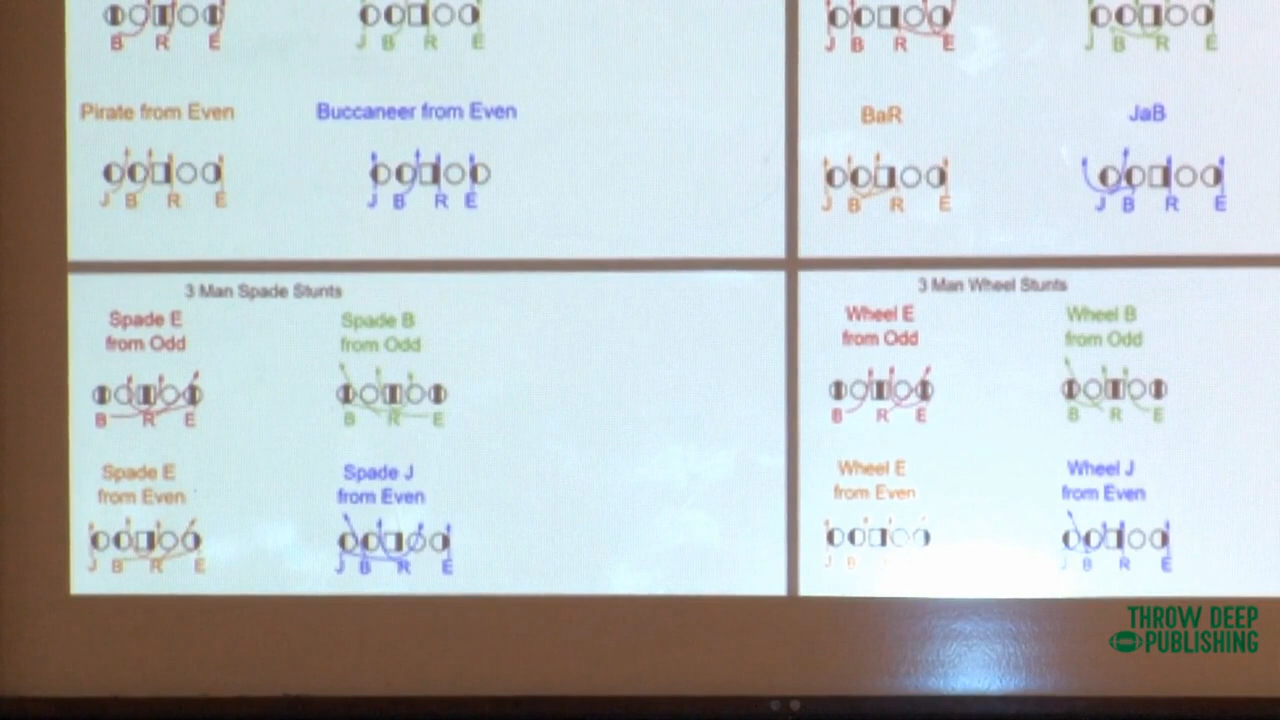 B R E
J B R E
J B R E
J B R E
Pirate from Even
Buccaneer from Even
BaR
JaB
J B R E
J B R E
J B R E
J B R E
3 Man Spade Stunts
3 Man Wheel Stunts
Spade E
from Odd
Spade B
from Odd
Wheel E
from Odd
Wheel B
from Odd
B R E
B R E
B R E
B R E
Spade E
from Even
Spade J
from Even
Wheel E
from Even
Wheel J
from Even
J B R E
J B R E
J B
J B R E
THROW DEEP
PUBLISHING